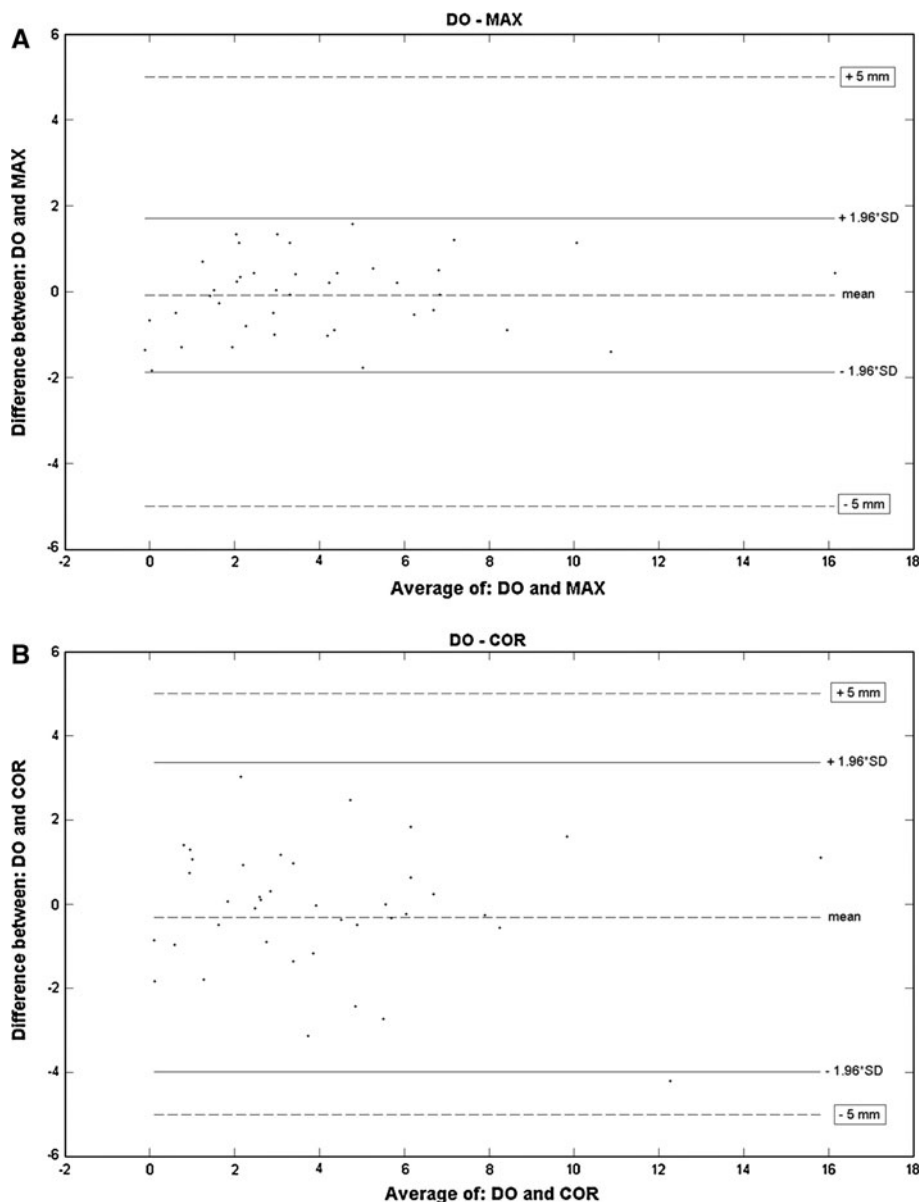 A
DO - MAX
6
+ 5 mm
4
2
+ 1.96*SD
0
mean
-2
- 1.96*SD
-4
- 5 mm
-6
-2 0 2 4 6 8 10 12 14 16 18
Difference between: DO and MAX
Average of: DO and MAX
B
DO - COR
6
+ 5 mm
4
+ 1.96*SD
2
0
mean
-2
-4
- 1.96*SD
- 5 mm
-6
-2 0 2 4 6 8 10 12 14 16 18
Difference between: DO and COR
Average of: DO and COR